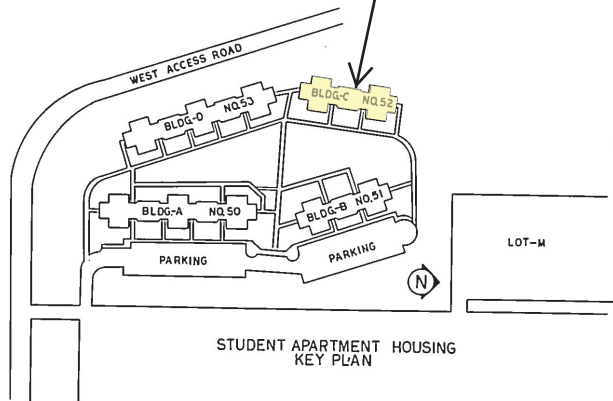 WEST ACCESS ROAD
BLDG-D NO.53
BLDG-C NO.52
BLDG-A NO.50
BLDG-B NO.51
PARKING
PARKING
LOT-M
N
STUDENT APARTMENT HOUSING
KEY PLAN